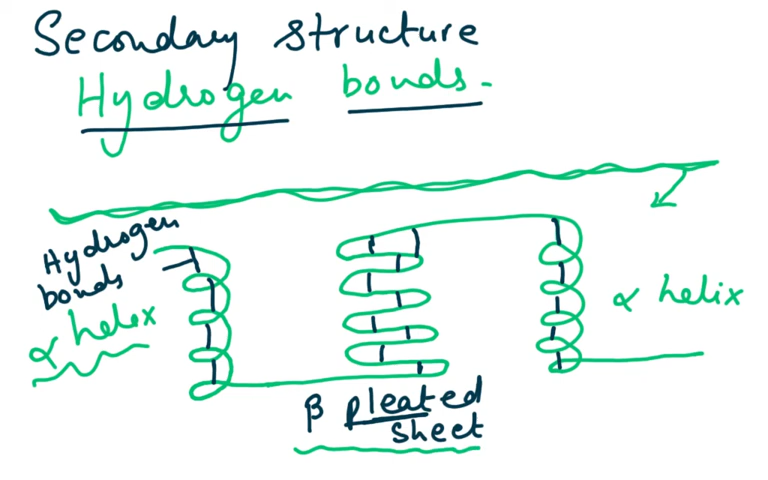 Secondary structure
Hydrogen bonds.
Hydrogen
bonds
α helix
α helix
β pleated
sheet